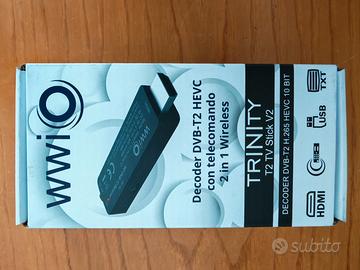 wwio
Decoder DVB-T2 HEVC
con telecomando
2 in 1 Wireless
TRINITY
T2 TV Stick V2
DECODER DVB-T2 H.265 HEVC 10 BIT
HDMI
USB
TXT
subito